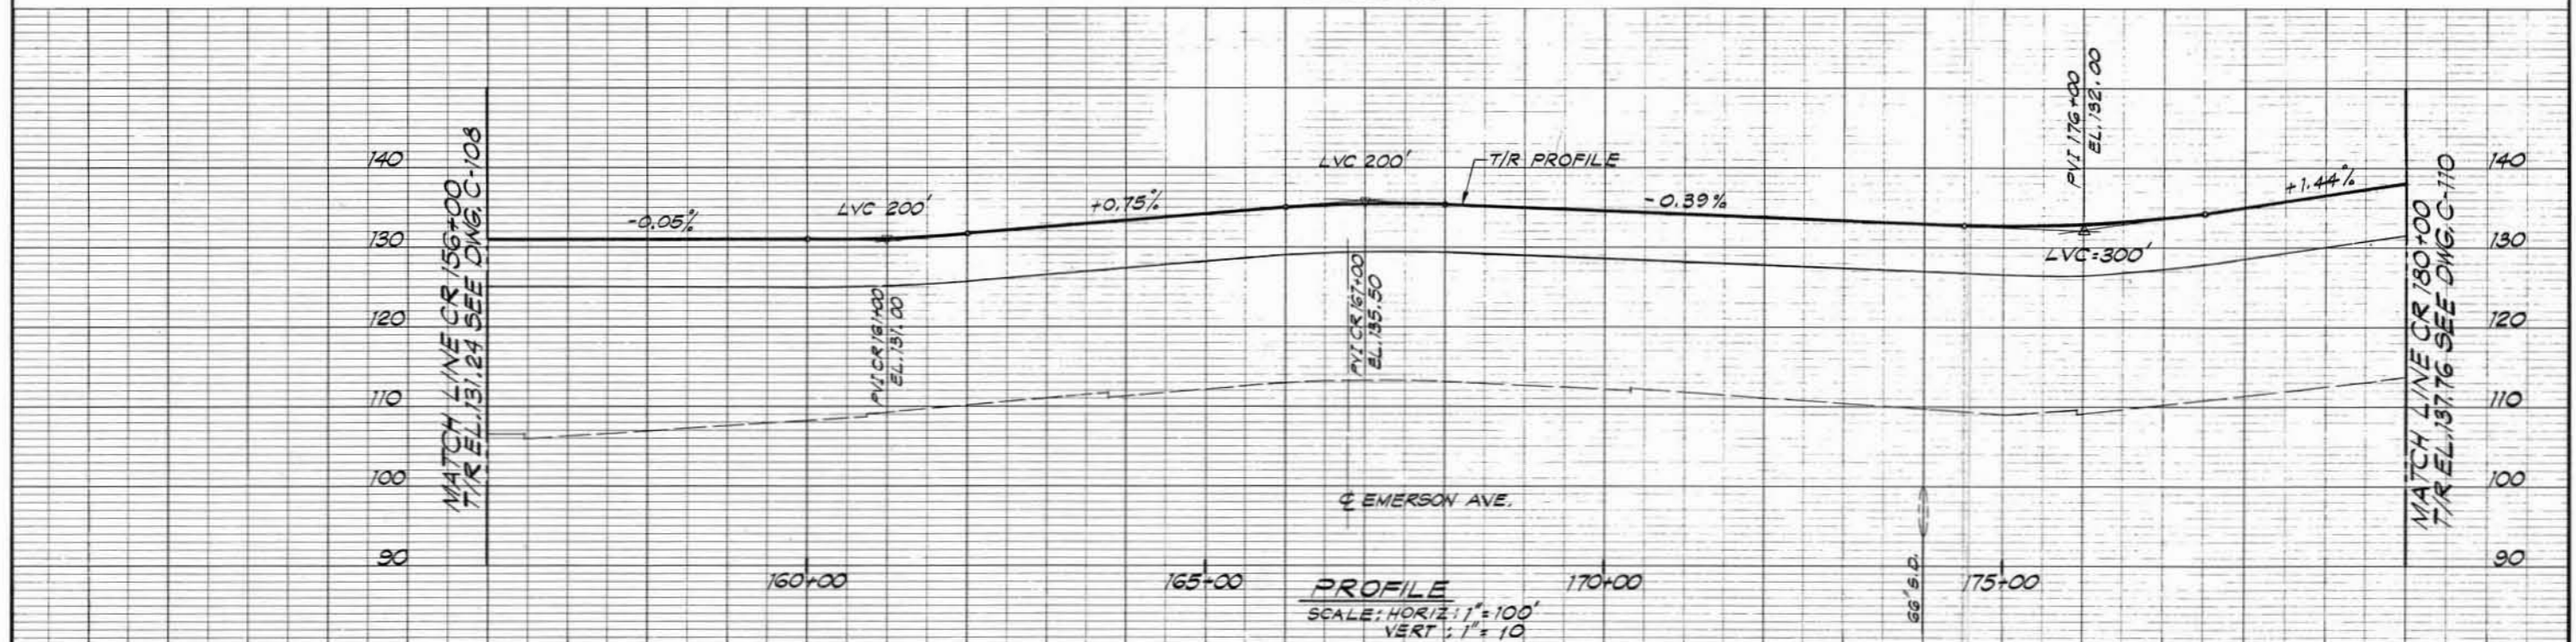 MATCH LINE CR 156+00
T/R EL.131.24 SEE DWG.C-108
140
130
120
110
100
90
-0.05%
LVC 200'
PVI CR 161+00
EL.131.00
+0.75%
LVC 200'
T/R PROFILE
PVI CR 167+00
EL.135.50
-0.39%
PVI 176+00
EL.132.00
LVC=300'
+1.44%
℄ EMERSON AVE.
66" S.D.
MATCH LINE CR 180+00
T/R EL.137.76 SEE DWG.C-110
140
130
120
110
100
90
160+00
165+00
170+00
175+00
PROFILE
SCALE: HORIZ: 1"=100'
VERT : 1"= 10